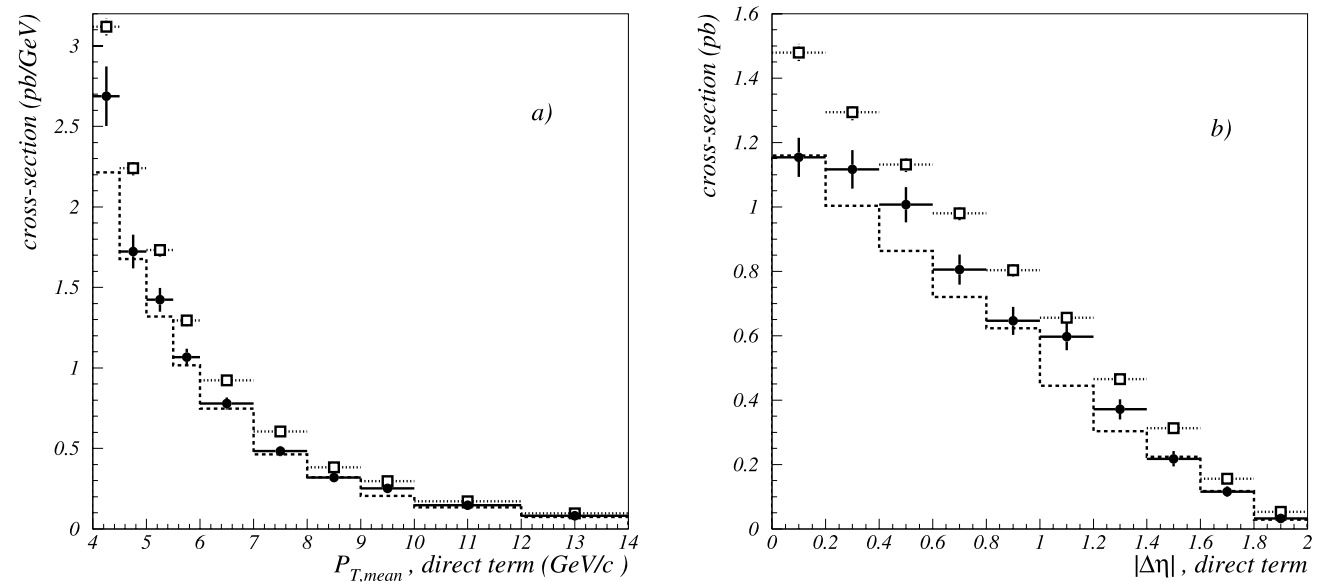 cross-section (pb/GeV)
3
2.5
2
1.5
1
0.5
0
4 5 6 7 8 9 10 11 12 13 14
P_{T,mean} , direct term (GeV/c )
a)
cross-section (pb)
1.6
1.4
1.2
1
0.8
0.6
0.4
0.2
0
0 0.2 0.4 0.6 0.8 1 1.2 1.4 1.6 1.8 2
|Δη| , direct term
b)